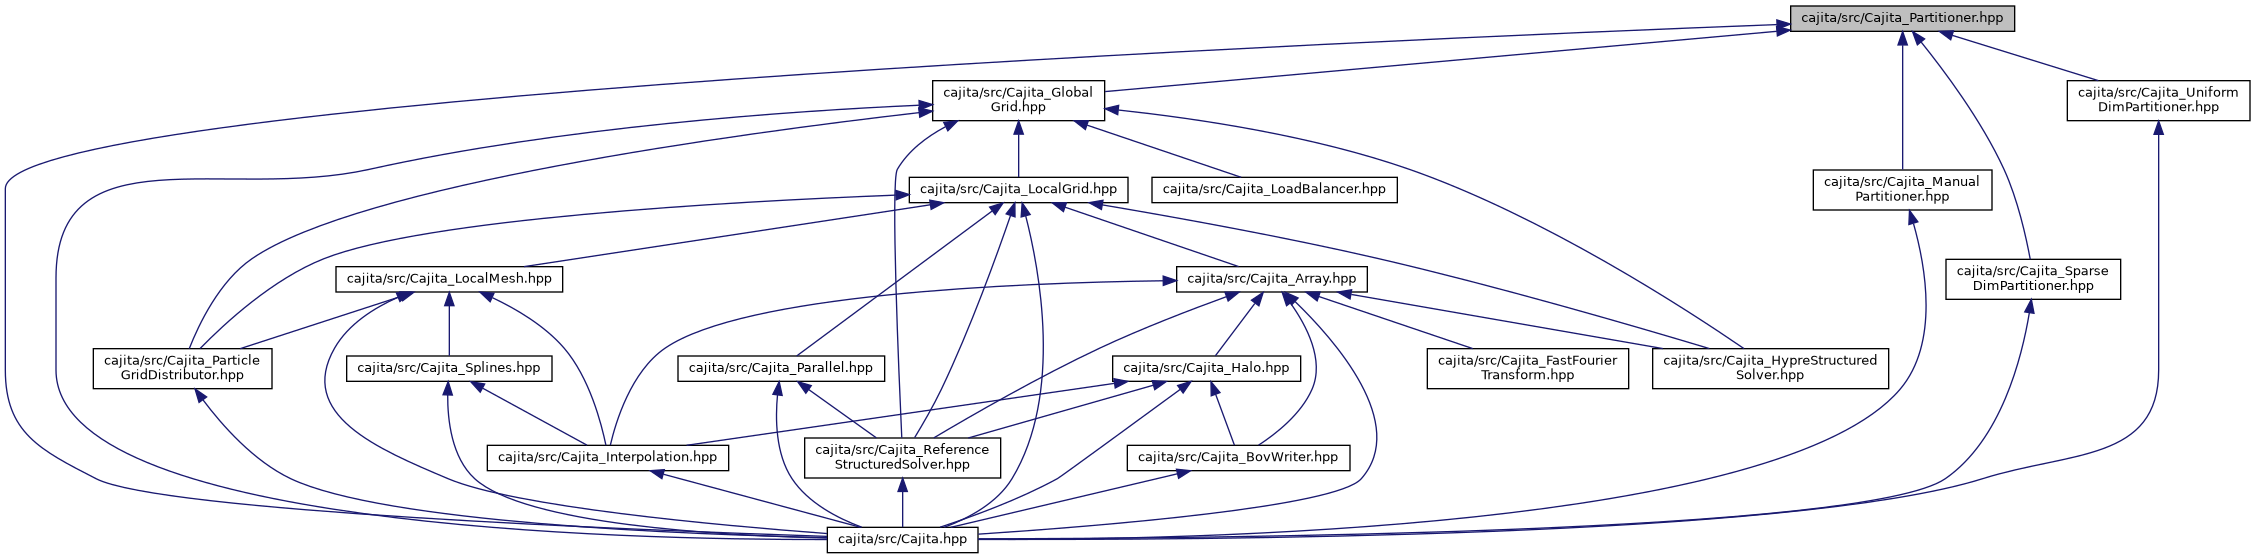 cajita/src/Cajita_Partitioner.hpp
cajita/src/Cajita_Global
Grid.hpp
cajita/src/Cajita_Uniform
DimPartitioner.hpp
cajita/src/Cajita_LocalGrid.hpp
cajita/src/Cajita_LoadBalancer.hpp
cajita/src/Cajita_Manual
Partitioner.hpp
cajita/src/Cajita_LocalMesh.hpp
cajita/src/Cajita_Array.hpp
cajita/src/Cajita_Sparse
DimPartitioner.hpp
cajita/src/Cajita_Particle
GridDistributor.hpp
cajita/src/Cajita_Splines.hpp
cajita/src/Cajita_Parallel.hpp
cajita/src/Cajita_Halo.hpp
cajita/src/Cajita_FastFourier
Transform.hpp
cajita/src/Cajita_HypreStructured
Solver.hpp
cajita/src/Cajita_Interpolation.hpp
cajita/src/Cajita_Reference
StructuredSolver.hpp
cajita/src/Cajita_BovWriter.hpp
cajita/src/Cajita.hpp